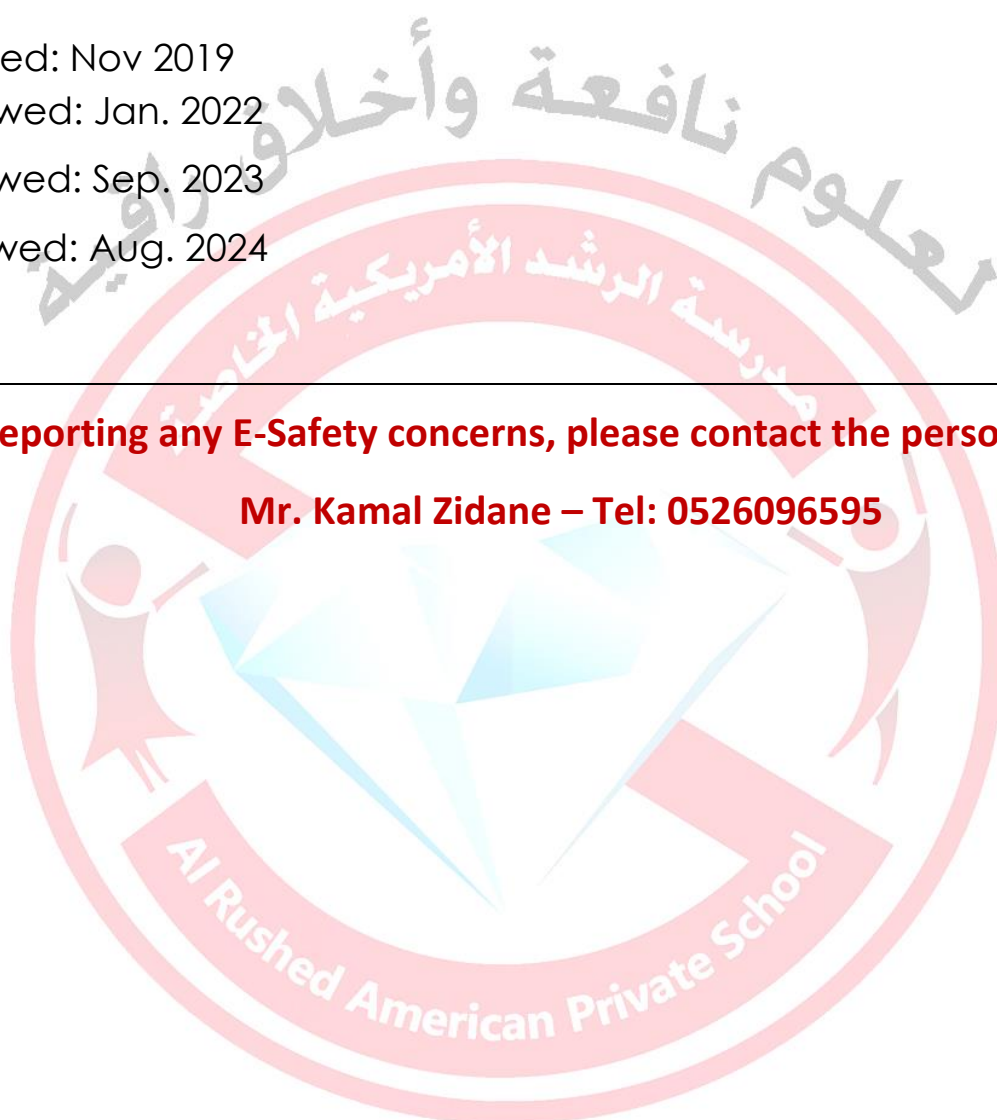 ed: Nov 2019
wed: Jan. 2022
wed: Sep. 2023
wed: Aug. 2024
علوم نافعة وأخلاق راقية
مدرسة الرشد الأمريكية الخاصة
eporting any E-Safety concerns, please contact the perso
Mr. Kamal Zidane – Tel: 0526096595
Al Rushed American Private School